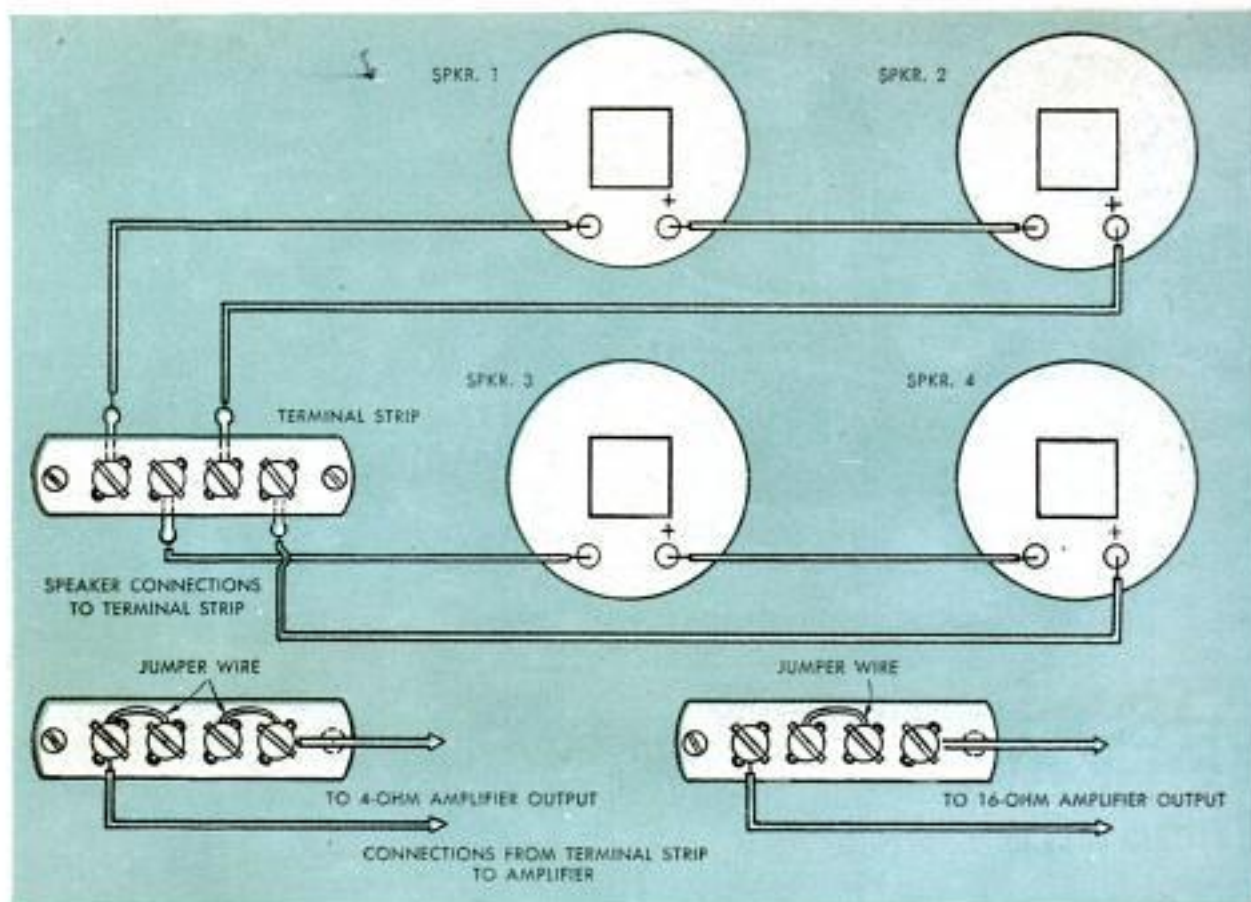 SPKR. 1
SPKR. 2
+
+
SPKR. 3
SPKR. 4
TERMINAL STRIP
+
+
SPEAKER CONNECTIONS
TO TERMINAL STRIP
JUMPER WIRE
JUMPER WIRE
TO 4-OHM AMPLIFIER OUTPUT
TO 16-OHM AMPLIFIER OUTPUT
CONNECTIONS FROM TERMINAL STRIP
TO AMPLIFIER